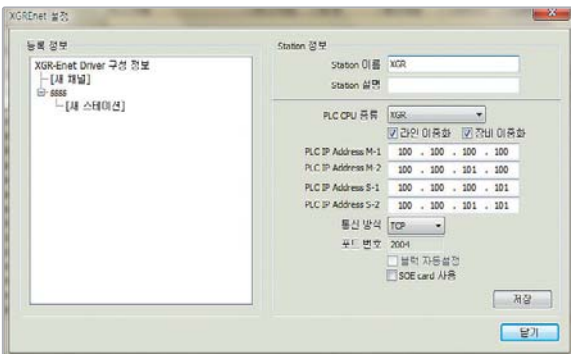 XGREnet 설정
등록 정보
XGR-Enet Driver 구성 정보
[새 채널]
6666
[새 스테이션]
Station 정보
Station 이름 XGR
Station 설명
PLC CPU 종류 XGR
라인 이중화 장비 이중화
PLC IP Address M-1 100 . 100 . 100 . 100
PLC IP Address M-2 100 . 100 . 101 . 100
PLC IP Address S-1 100 . 100 . 100 . 101
PLC IP Address S-2 100 . 100 . 101 . 101
통신 방식 TCP
포트 번호 2004
블럭 자동설정
SOE card 사용
저장
닫기